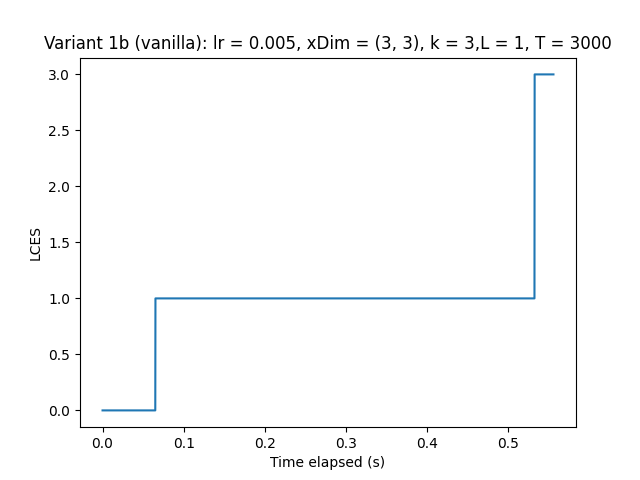 Variant 1b (vanilla): lr = 0.005, xDim = (3, 3), k = 3,L = 1, T = 3000
3.0
2.5
2.0
1.5
1.0
0.5
0.0
LCES
0.0 0.1 0.2 0.3 0.4 0.5
Time elapsed (s)